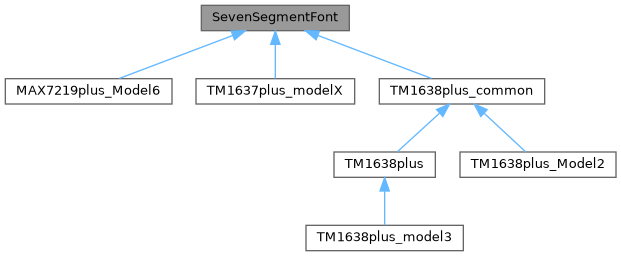 SevenSegmentFont
MAX7219plus_Model6
TM1637plus_modelX
TM1638plus_common
TM1638plus
TM1638plus_Model2
TM1638plus_model3